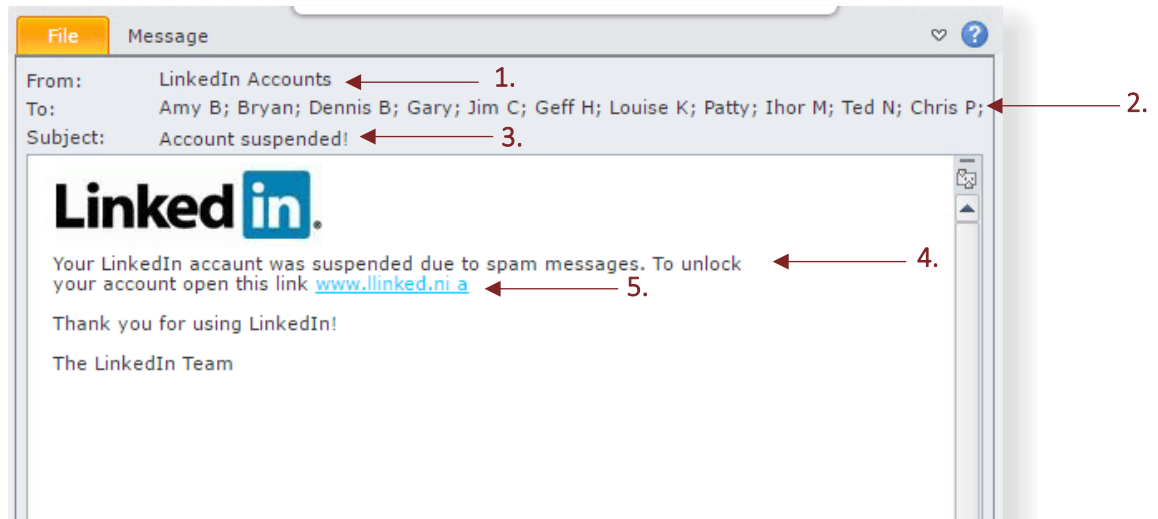 File Message ?
From: LinkedIn Accounts 1.
To: Amy B; Bryan; Dennis B; Gary; Jim C; Geff H; Louise K; Patty; Ihor M; Ted N; Chris P; 2.
Subject: Account suspended! 3.
Linked in.
Your LinkedIn accaunt was suspended due to spam messages. To unlock 4.
your account open this link www.llinked.ni a 5.
Thank you for using LinkedIn!
The LinkedIn Team